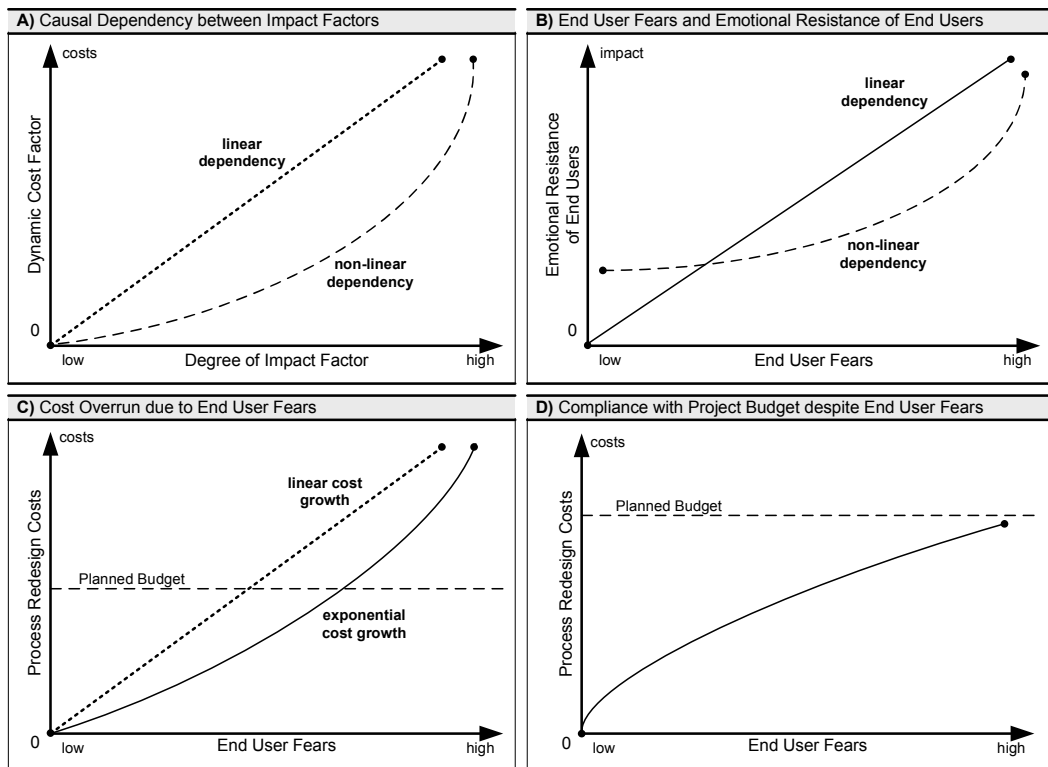 A) Causal Dependency between Impact Factors
costs
Dynamic Cost Factor
linear
dependency
non-linear
dependency
0
low
Degree of Impact Factor
high
B) End User Fears and Emotional Resistance of End Users
impact
Emotional Resistance
of End Users
linear
dependency
non-linear
dependency
0
low
End User Fears
high
C) Cost Overrun due to End User Fears
costs
Process Redesign Costs
linear cost
growth
Planned Budget
exponential
cost growth
0
low
End User Fears
high
D) Compliance with Project Budget despite End User Fears
costs
Process Redesign Costs
Planned Budget
0
low
End User Fears
high